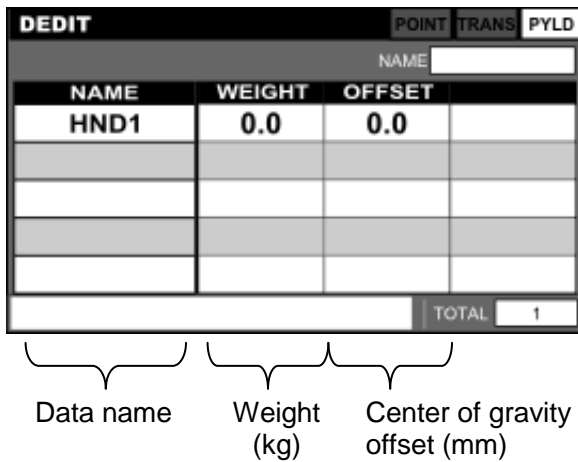 DEDIT POINT TRANS PYLD
NAME
NAME WEIGHT OFFSET
HND1 0.0 0.0
TOTAL 1
Data name Weight (kg) Center of gravity offset (mm)